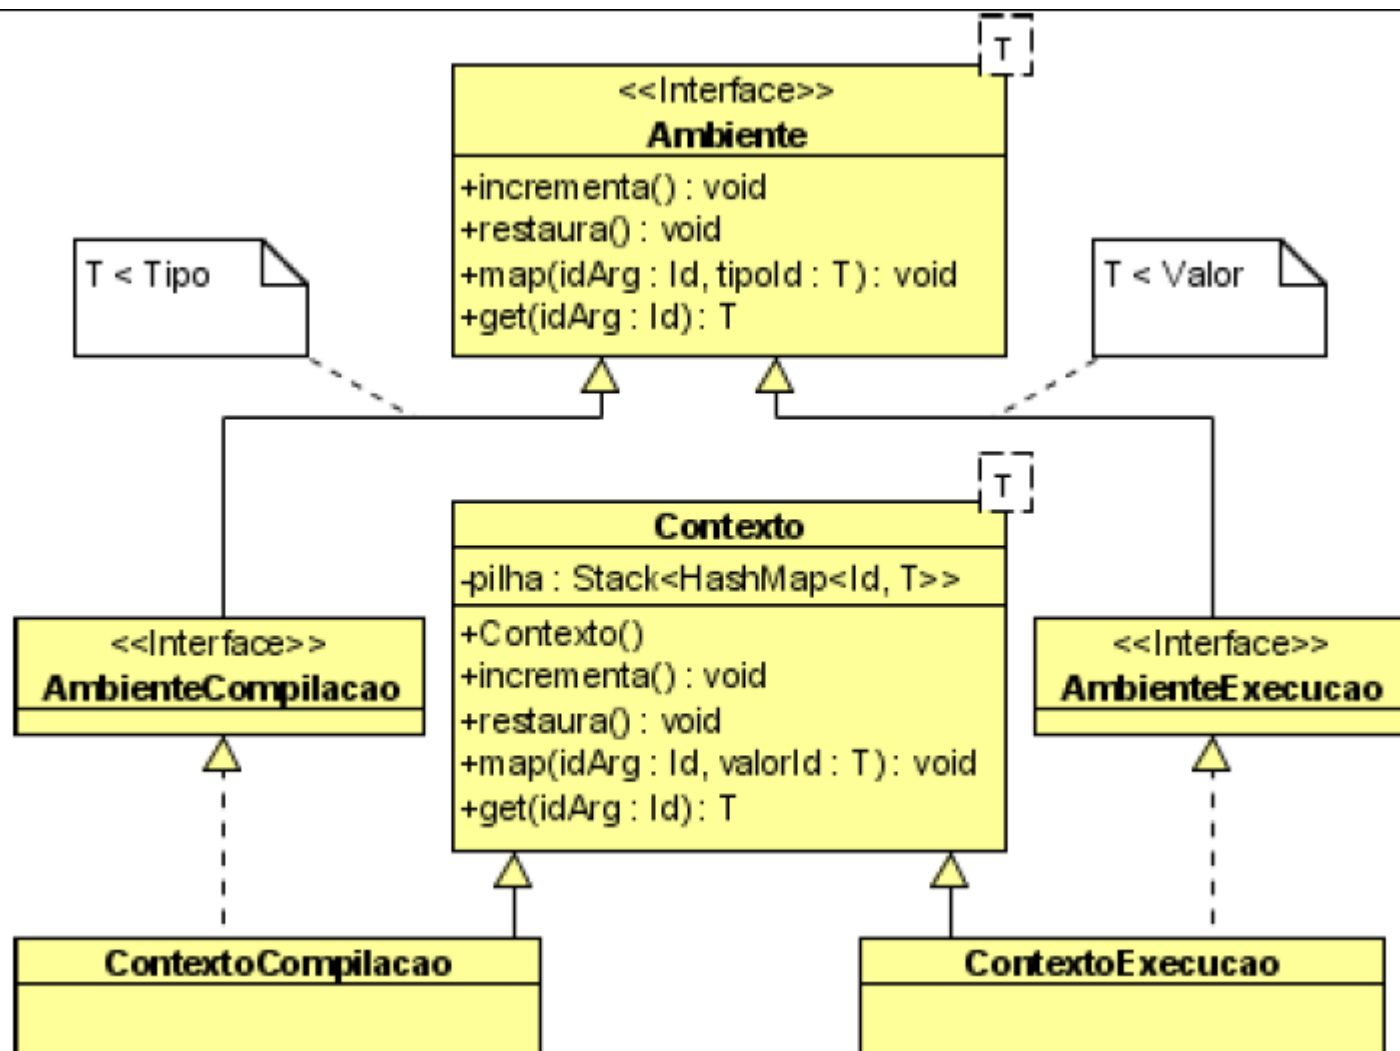 T
<<Interface>>
Ambiente
+incrementa() : void
+restaura() : void
+map(idArg : Id, tipoId : T) : void
+get(idArg : Id) : T
T < Tipo
T < Valor
T
Contexto
-pilha : Stack<HashMap<Id, T>>
+Contexto()
+incrementa() : void
+restaura() : void
+map(idArg : Id, valorId : T) : void
+get(idArg : Id) : T
<<Interface>>
AmbienteCompilacao
<<Interface>>
AmbienteExecucao
ContextoCompilacao
ContextoExecucao